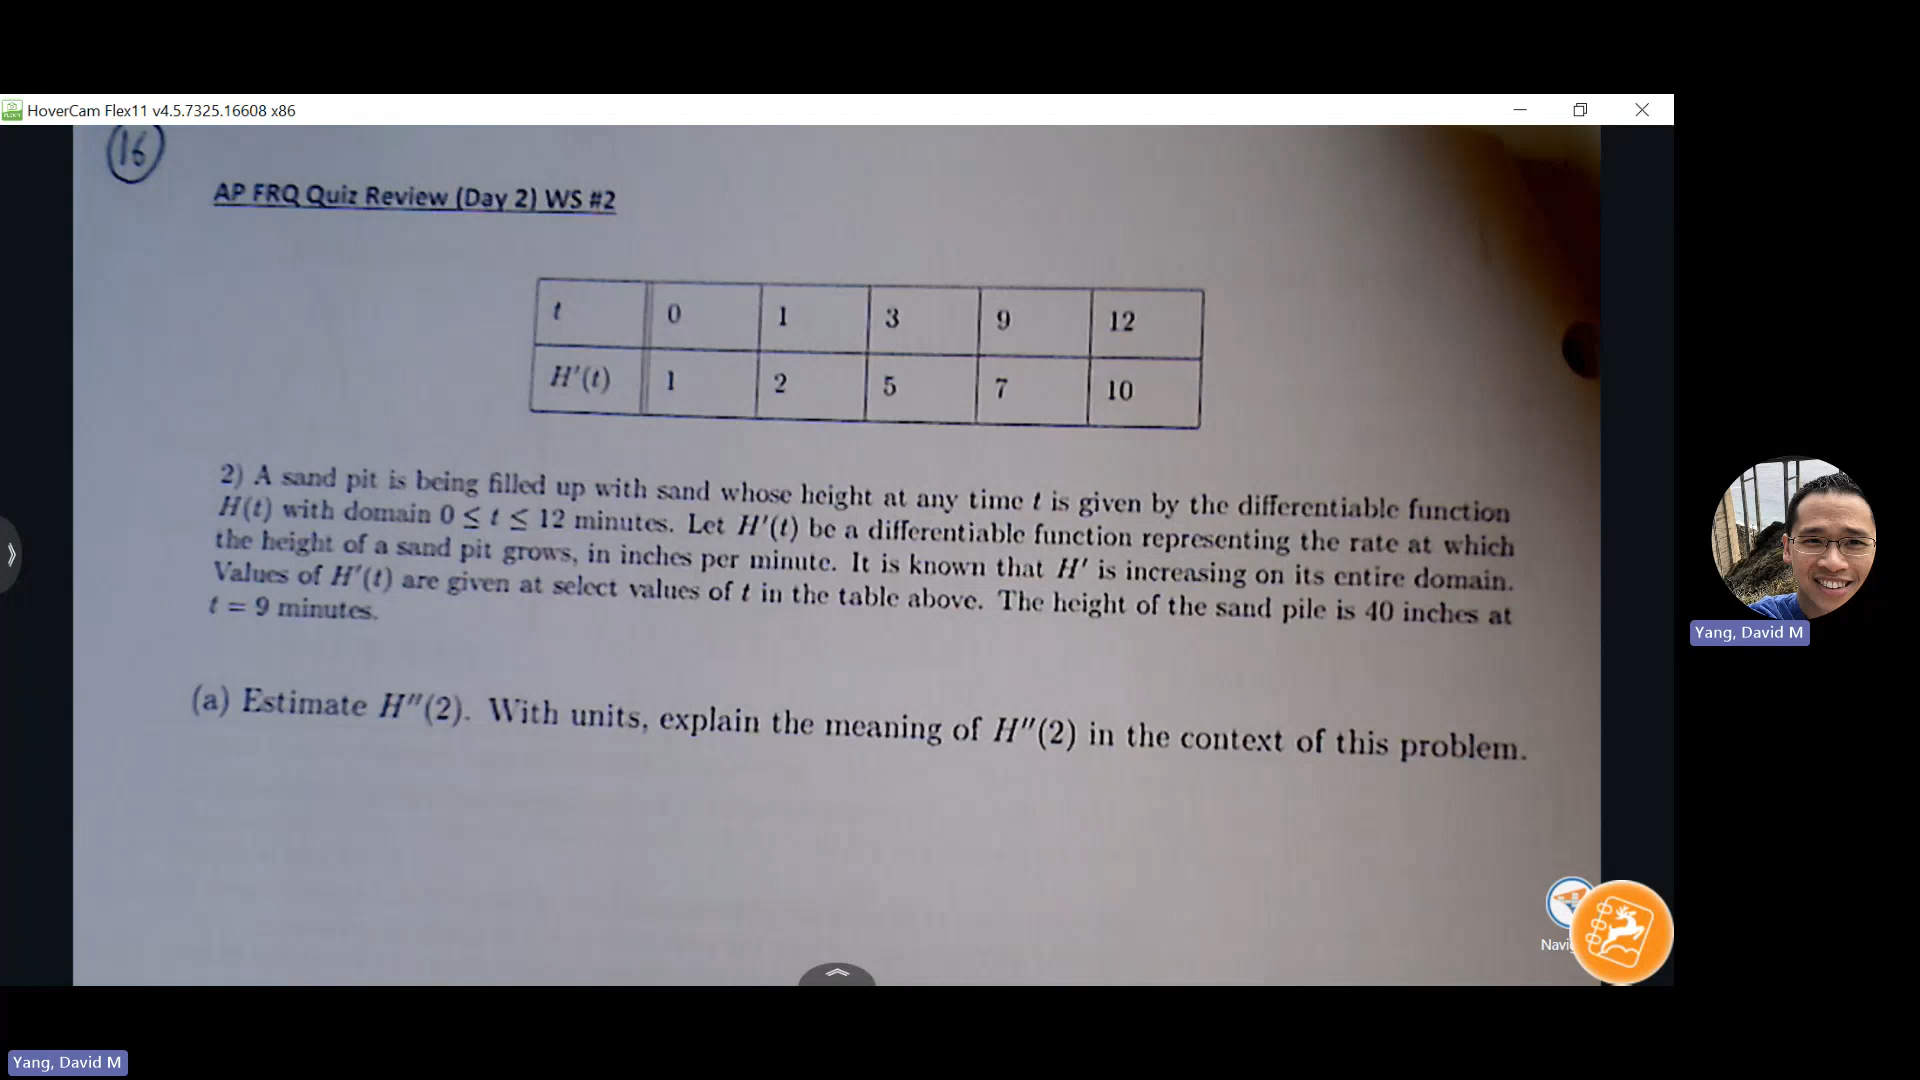 HoverCam Flex11 v4.5.7325.16608 x86
16
AP FRQ Quiz Review (Day 2) WS #2
t 0 1 3 9 12
H'(t) 1 2 5 7 10
2) A sand pit is being filled up with sand whose height at any time t is given by the differentiable function
H(t) with domain 0 ≤ t ≤ 12 minutes. Let H'(t) be a differentiable function representing the rate at which
the height of a sand pit grows, in inches per minute. It is known that H' is increasing on its entire domain.
Values of H'(t) are given at select values of t in the table above. The height of the sand pile is 40 inches at
t = 9 minutes.
(a) Estimate H''(2). With units, explain the meaning of H''(2) in the context of this problem.
Yang, David M
Yang, David M